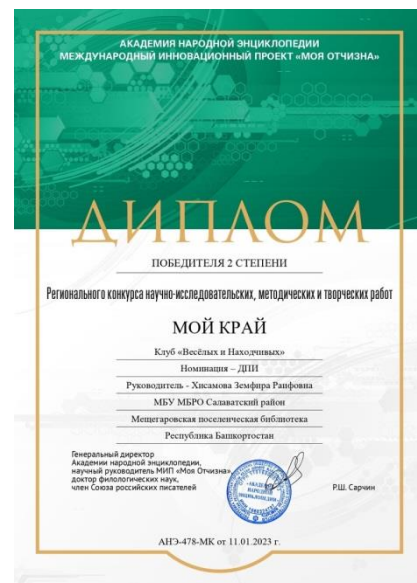 АКАДЕМИЯ НАРОДНОЙ ЭНЦИКЛОПЕДИИ
МЕЖДУНАРОДНЫЙ ИННОВАЦИОННЫЙ ПРОЕКТ «МОЯ ОТЧИЗНА»
ДИПЛОМ
ПОБЕДИТЕЛЯ 2 СТЕПЕНИ
Регионального конкурса научно-исследовательских, методических и творческих работ
МОЙ КРАЙ
Клуб «Весёлых и Находчивых»
Номинация – ДПИ
Руководитель - Хисамова Земфира Раифовна
МБУ МБРО Салаватский район
Мещегаровская поселенческая библиотека
Республика Башкортостан
Генеральный директор
Академии народной энциклопедии,
научный руководитель МИП «Моя Отчизна»,
доктор филологических наук,
член Союза российских писателей
Р.Ш. Сарчин
АНЭ-478-МК от 11.01.2023 г.